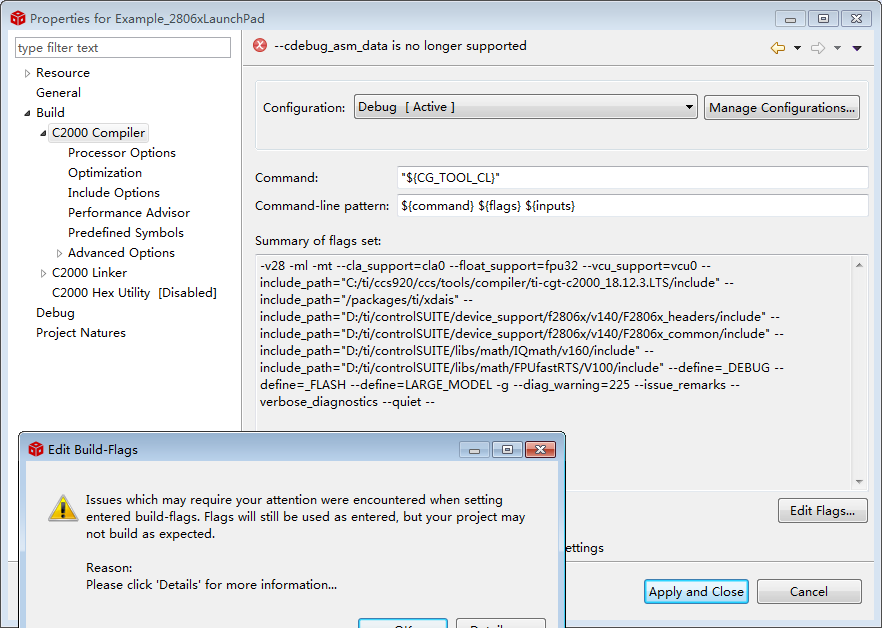 Properties for Example_2806xLaunchPad
type filter text
Resource
General
Build
C2000 Compiler
Processor Options
Optimization
Include Options
Performance Advisor
Predefined Symbols
Advanced Options
C2000 Linker
C2000 Hex Utility [Disabled]
Debug
Project Natures
--cdebug_asm_data is no longer supported
Configuration: Debug [ Active ] Manage Configurations...
Command: "${CG_TOOL_CL}"
Command-line pattern: ${command} ${flags} ${inputs}
Summary of flags set:
-v28 -ml -mt --cla_support=cla0 --float_support=fpu32 --vcu_support=vcu0 --
include_path="C:/ti/ccs920/ccs/tools/compiler/ti-cgt-c2000_18.12.3.LTS/include" --
include_path="/packages/ti/xdais" --
include_path="D:/ti/controlSUITE/device_support/f2806x/v140/F2806x_headers/include" --
include_path="D:/ti/controlSUITE/device_support/f2806x/v140/F2806x_common/include" --
include_path="D:/ti/controlSUITE/libs/math/IQmath/v160/include" --
include_path="D:/ti/controlSUITE/libs/math/FPUfastRTS/V100/include" --define=_DEBUG --
define=_FLASH --define=LARGE_MODEL -g --diag_warning=225 --issue_remarks --
verbose_diagnostics --quiet --
Edit Flags...
ettings
Apply and Close Cancel
Edit Build-Flags
Issues which may require your attention were encountered when setting
entered build-flags. Flags will still be used as entered, but your project may
not build as expected.
Reason:
Please click 'Details' for more information...